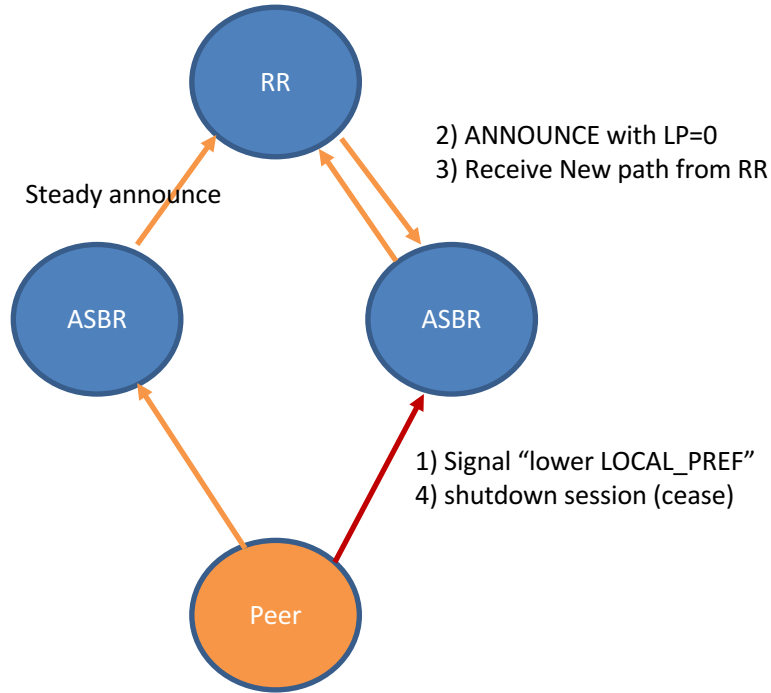 RR
2) ANNOUNCE with LP=0
3) Receive New path from RR
Steady announce
ASBR
ASBR
1) Signal “lower LOCAL_PREF”
4) shutdown session (cease)
Peer